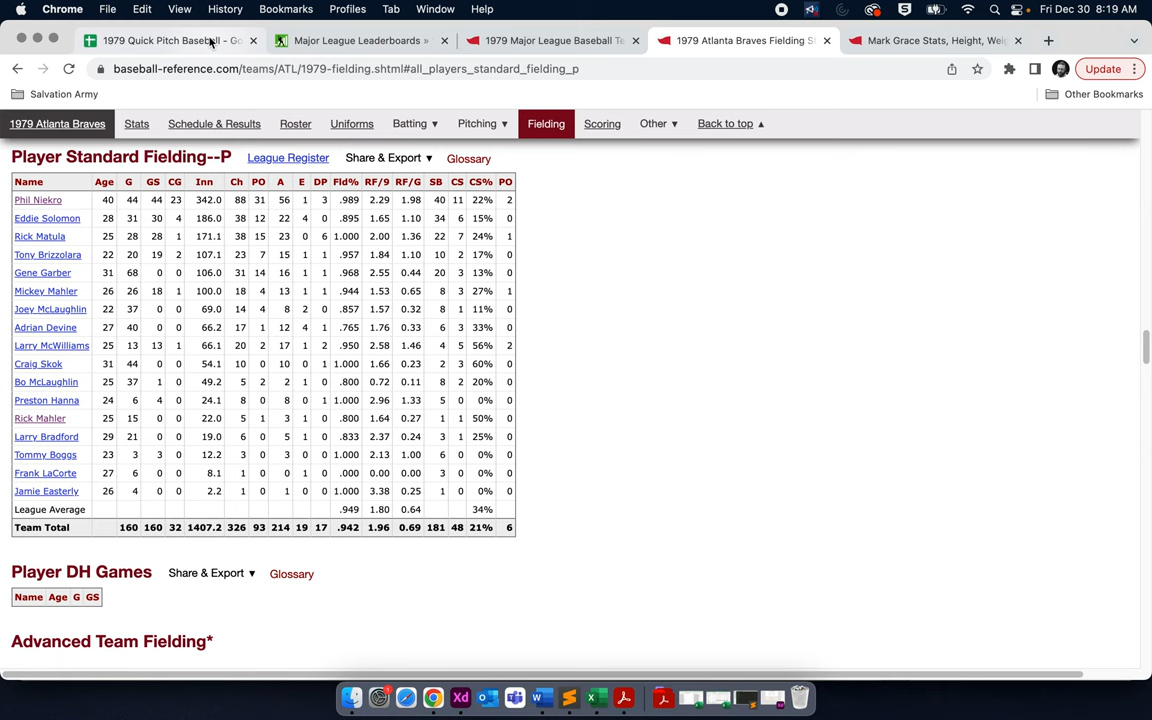 Chrome File Edit View History Bookmarks Profiles Tab Window Help Fri Dec 30 8:19 AM
1979 Quick Pitch Baseball - Go Major League Leaderboards » 1979 Major League Baseball Te 1979 Atlanta Braves Fielding S Mark Grace Stats, Height, Wei
baseball-reference.com/teams/ATL/1979-fielding.shtml#all_players_standard_fielding_p Update
Salvation Army Other Bookmarks
1979 Atlanta Braves Stats Schedule & Results Roster Uniforms Batting ▼ Pitching ▼ Fielding Scoring Other ▼ Back to top ▲
Player Standard Fielding--P League Register Share & Export ▼ Glossary
Name Age G GS CG Inn Ch PO A E DP Fld% RF/9 RF/G SB CS CS% PO
Phil Niekro 40 44 44 23 342.0 88 31 56 1 3 .989 2.29 1.98 40 11 22% 2
Eddie Solomon 28 31 30 4 186.0 38 12 22 4 0 .895 1.65 1.10 34 6 15% 0
Rick Matula 25 28 28 1 171.1 38 15 23 0 6 1.000 2.00 1.36 22 7 24% 1
Tony Brizzolara 22 20 19 2 107.1 23 7 15 1 1 .957 1.84 1.10 10 2 17% 0
Gene Garber 31 68 0 0 106.0 31 14 16 1 1 .968 2.55 0.44 20 3 13% 0
Mickey Mahler 26 26 18 1 100.0 18 4 13 1 1 .944 1.53 0.65 8 3 27% 1
Joey McLaughlin 22 37 0 0 69.0 14 4 8 2 0 .857 1.57 0.32 8 1 11% 0
Adrian Devine 27 40 0 0 66.2 17 1 12 4 1 .765 1.76 0.33 6 3 33% 0
Larry McWilliams 25 13 13 1 66.1 20 2 17 1 2 .950 2.58 1.46 4 5 56% 2
Craig Skok 31 44 0 0 54.1 10 0 10 0 1 1.000 1.66 0.23 2 3 60% 0
Bo McLaughlin 25 37 1 0 49.2 5 2 2 1 0 .800 0.72 0.11 8 2 20% 0
Preston Hanna 24 6 4 0 24.1 8 0 8 0 1 1.000 2.96 1.33 5 0 0% 0
Rick Mahler 25 15 0 0 22.0 5 1 3 1 0 .800 1.64 0.27 1 1 50% 0
Larry Bradford 29 21 0 0 19.0 6 0 5 1 0 .833 2.37 0.24 3 1 25% 0
Tommy Boggs 23 3 3 0 12.2 3 0 3 0 0 1.000 2.13 1.00 6 0 0% 0
Frank LaCorte 27 6 0 0 8.1 1 0 0 1 0 .000 0.00 0.00 3 0 0% 0
Jamie Easterly 26 4 0 0 2.2 1 0 1 0 0 1.000 3.38 0.25 1 0 0% 0
League Average .949 1.80 0.64 34%
Team Total 160 160 32 1407.2 326 93 214 19 17 .942 1.96 0.69 181 48 21% 6
Player DH Games Share & Export ▼ Glossary
Name Age G GS
Advanced Team Fielding*